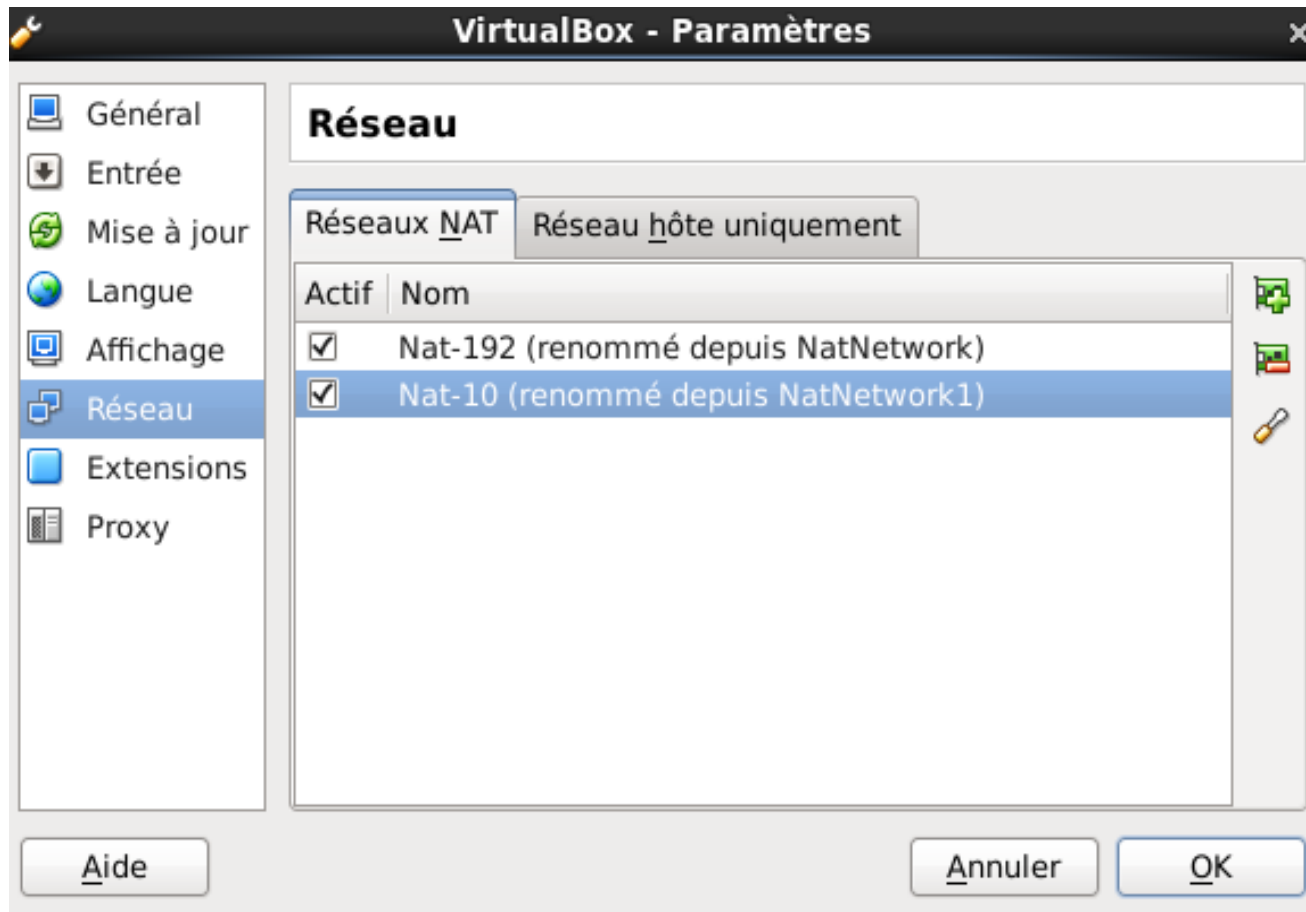 VirtualBox - Paramètres
Général
Entrée
Mise à jour
Langue
Affichage
Réseau
Extensions
Proxy
Réseau
Réseaux NAT
Réseau hôte uniquement
Actif Nom
Nat-192 (renommé depuis NatNetwork)
Nat-10 (renommé depuis NatNetwork1)
Aide
Annuler
OK